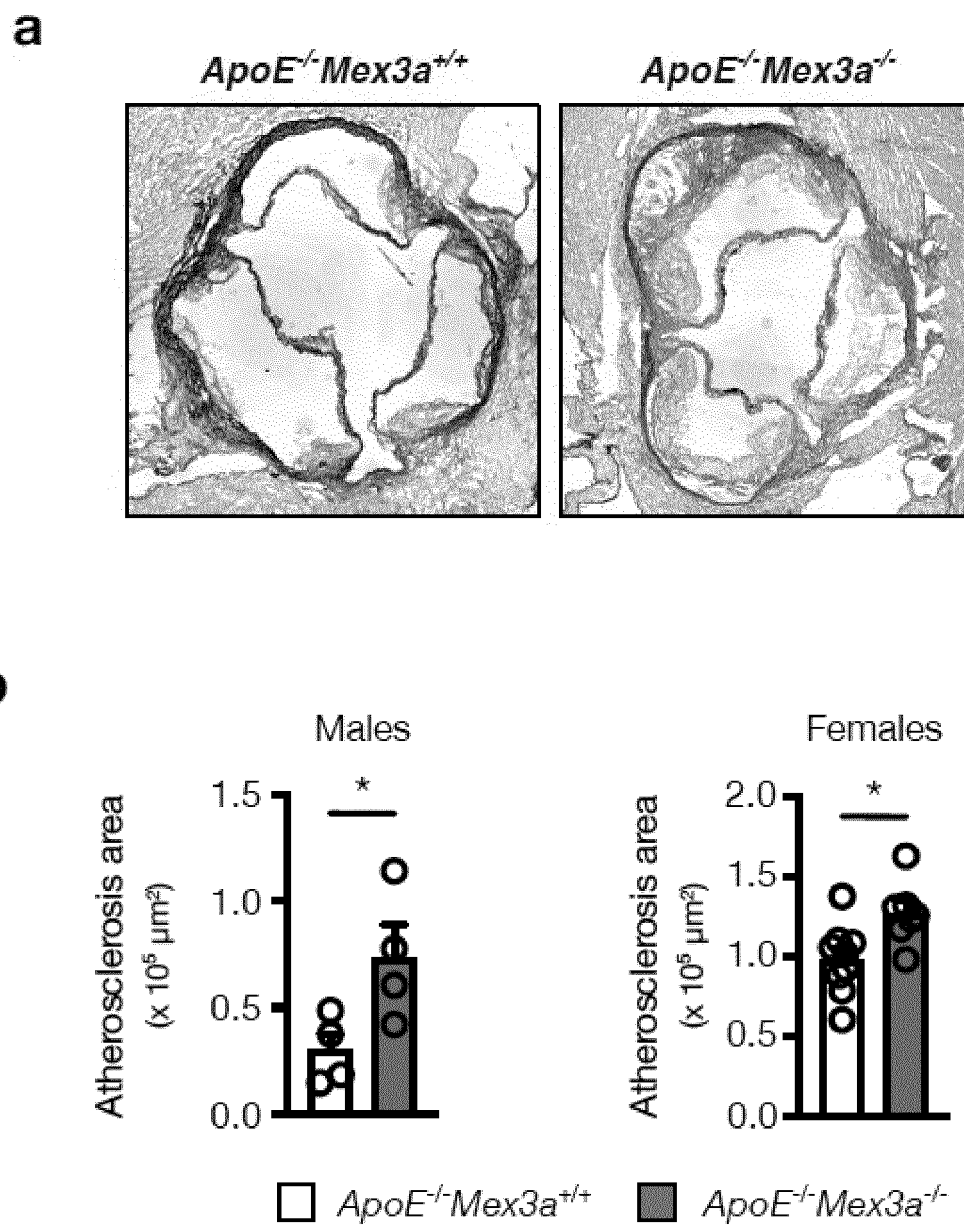 a
ApoE-/-Mex3a+/+
ApoE-/-Mex3a-/-
Males
Females
Atherosclerosis area
(x 10⁵ µm²)
1.5
1.0
0.5
0.0
*
Atherosclerosis area
(x 10⁵ µm²)
2.0
1.5
1.0
0.5
0.0
*
ApoE-/-Mex3a+/+
ApoE-/-Mex3a-/-